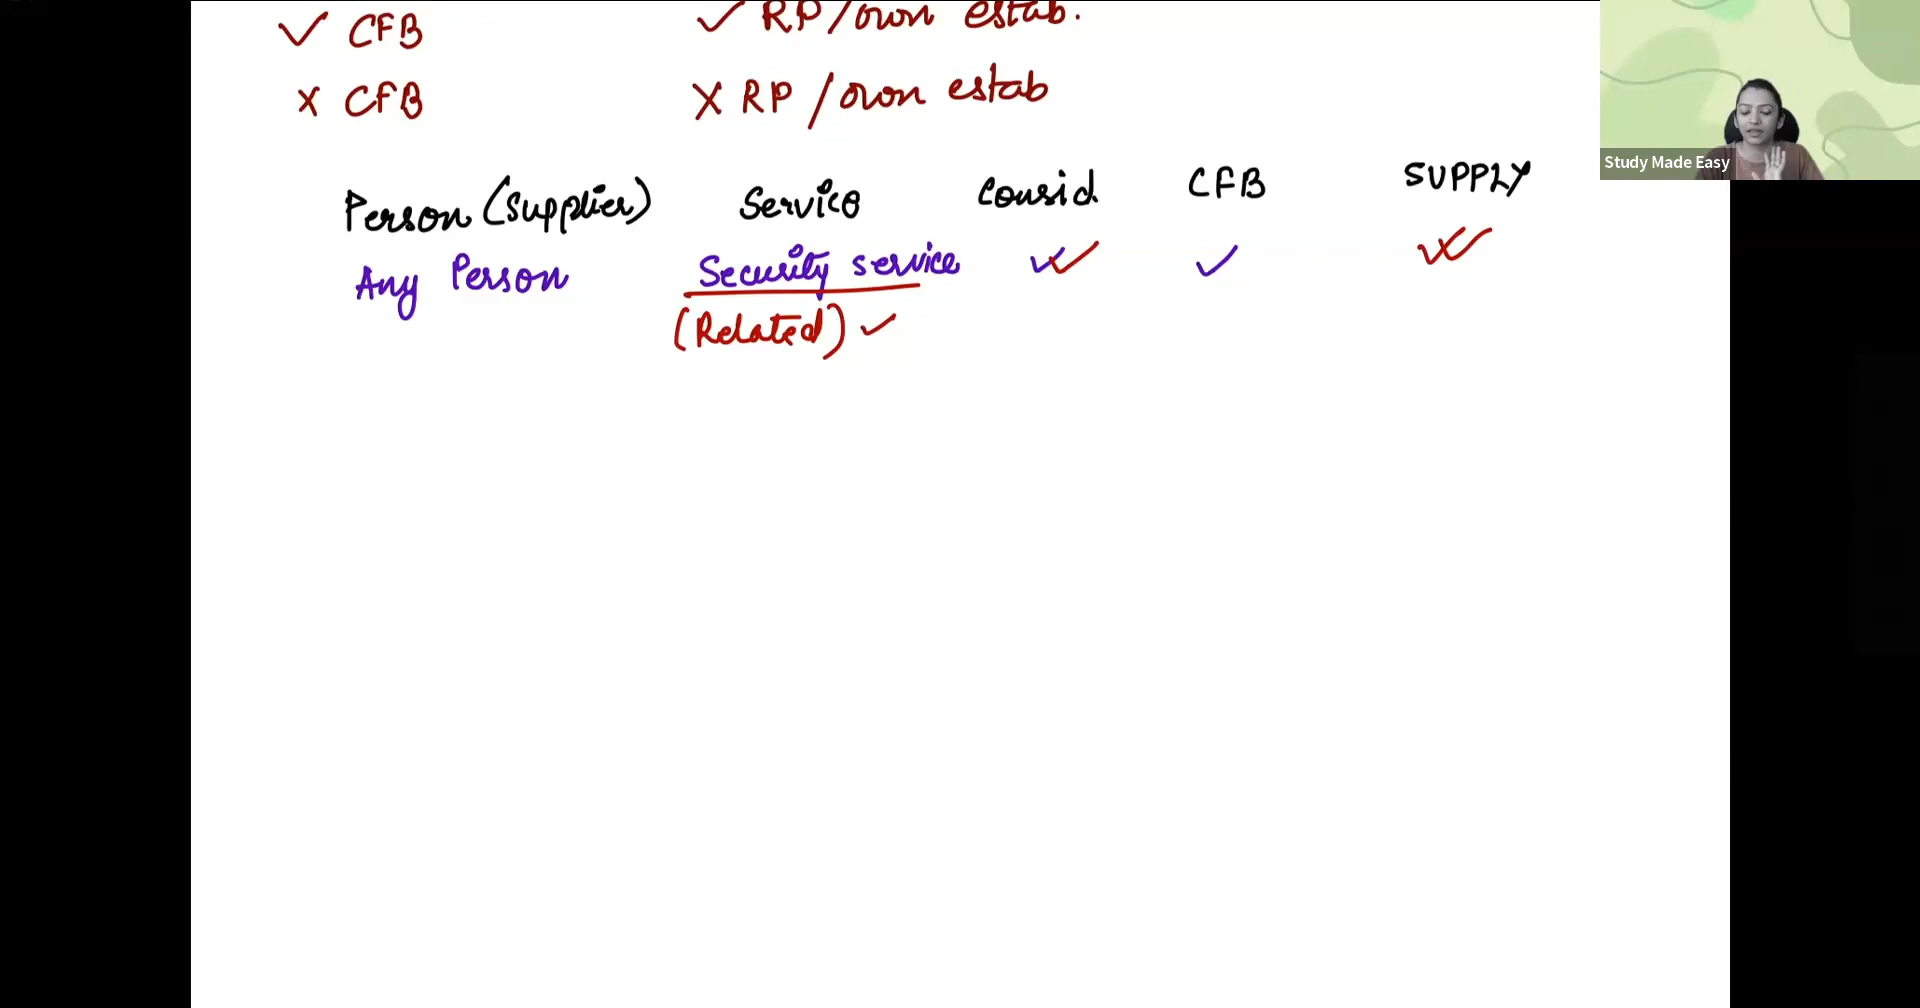 ✓ CFB ✓ RP/own estab.
x CFB X RP/own estab
Person (Supplier) Service Consid. CFB SUPPLY
Any Person Security service ✓✓ ✓ ✓✓
(Related) ✓
Study Made Easy